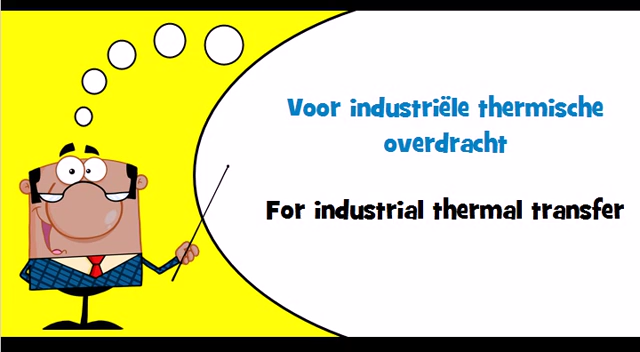 Voor industriële thermische
overdracht
For industrial thermal transfer